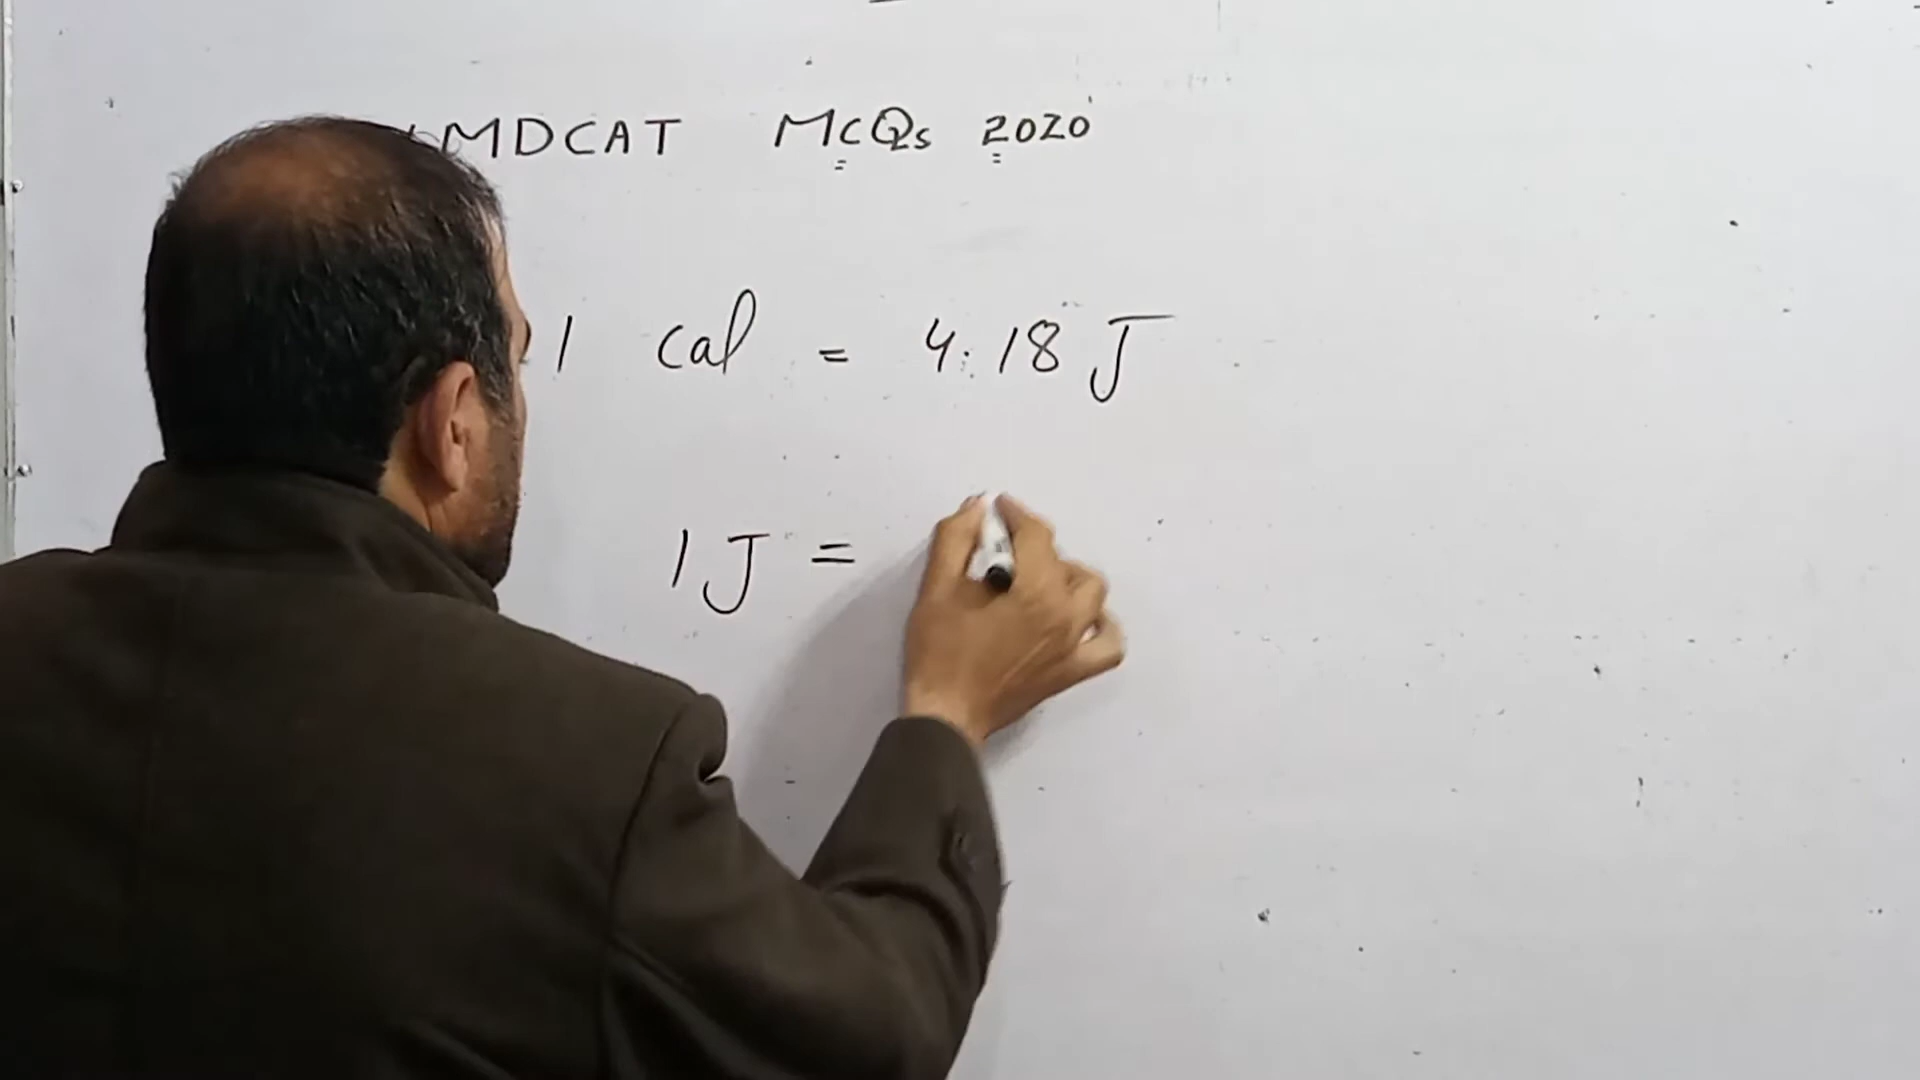 MDCAT MCQs 2020
1 cal = 4.18 J
1 J =